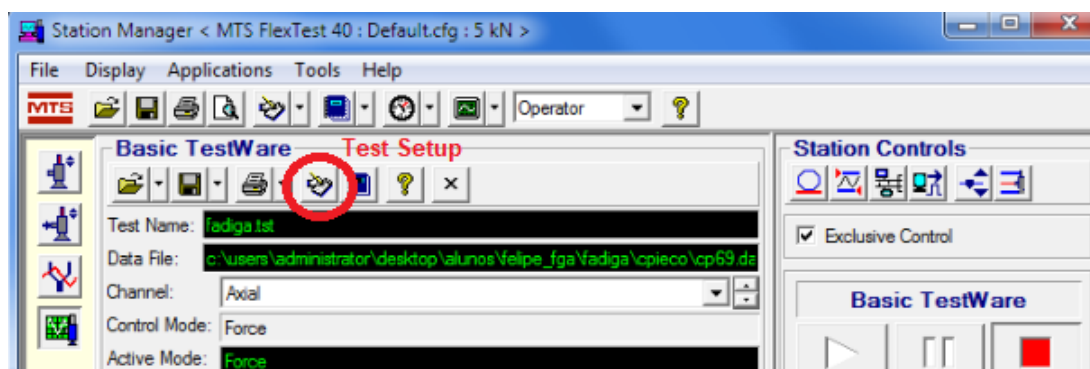 Station Manager < MTS FlexTest 40 : Default.cfg : 5 kN >
File Display Applications Tools Help
MTS Operator
Basic TestWare Test Setup
Test Name: fadiga.tst
Data File: c:\users\administrator\desktop\alunos\felipe_fga\fadiga\cpieco\cp69.da
Channel: Axial
Control Mode: Force
Active Mode: Force
Station Controls
Exclusive Control
Basic TestWare